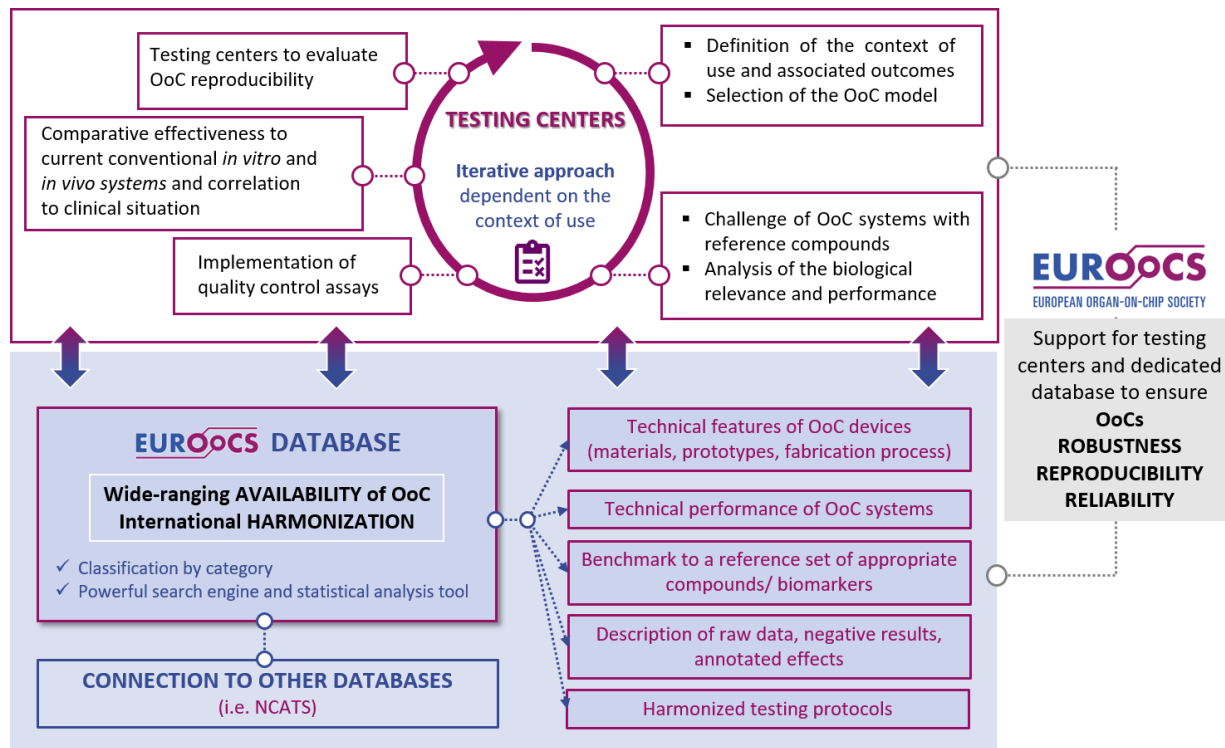 Testing centers to evaluate
OoC reproducibility
Comparative effectiveness to
current conventional in vitro and
in vivo systems and correlation
to clinical situation
Implementation of
quality control assays
TESTING CENTERS
Iterative approach
dependent on the
context of use
▪ Definition of the context of
use and associated outcomes
▪ Selection of the OoC model
▪ Challenge of OoC systems with
reference compounds
▪ Analysis of the biological
relevance and performance
EUROoCS
EUROPEAN ORGAN-ON-CHIP SOCIETY
Support for testing
centers and dedicated
database to ensure
OoCs
ROBUSTNESS
REPRODUCIBILITY
RELIABILITY
EUROoCS DATABASE
Wide-ranging AVAILABILITY of OoC
International HARMONIZATION
✓ Classification by category
✓ Powerful search engine and statistical analysis tool
CONNECTION TO OTHER DATABASES
(i.e. NCATS)
Technical features of OoC devices
(materials, prototypes, fabrication process)
Technical performance of OoC systems
Benchmark to a reference set of appropriate
compounds/ biomarkers
Description of raw data, negative results,
annotated effects
Harmonized testing protocols